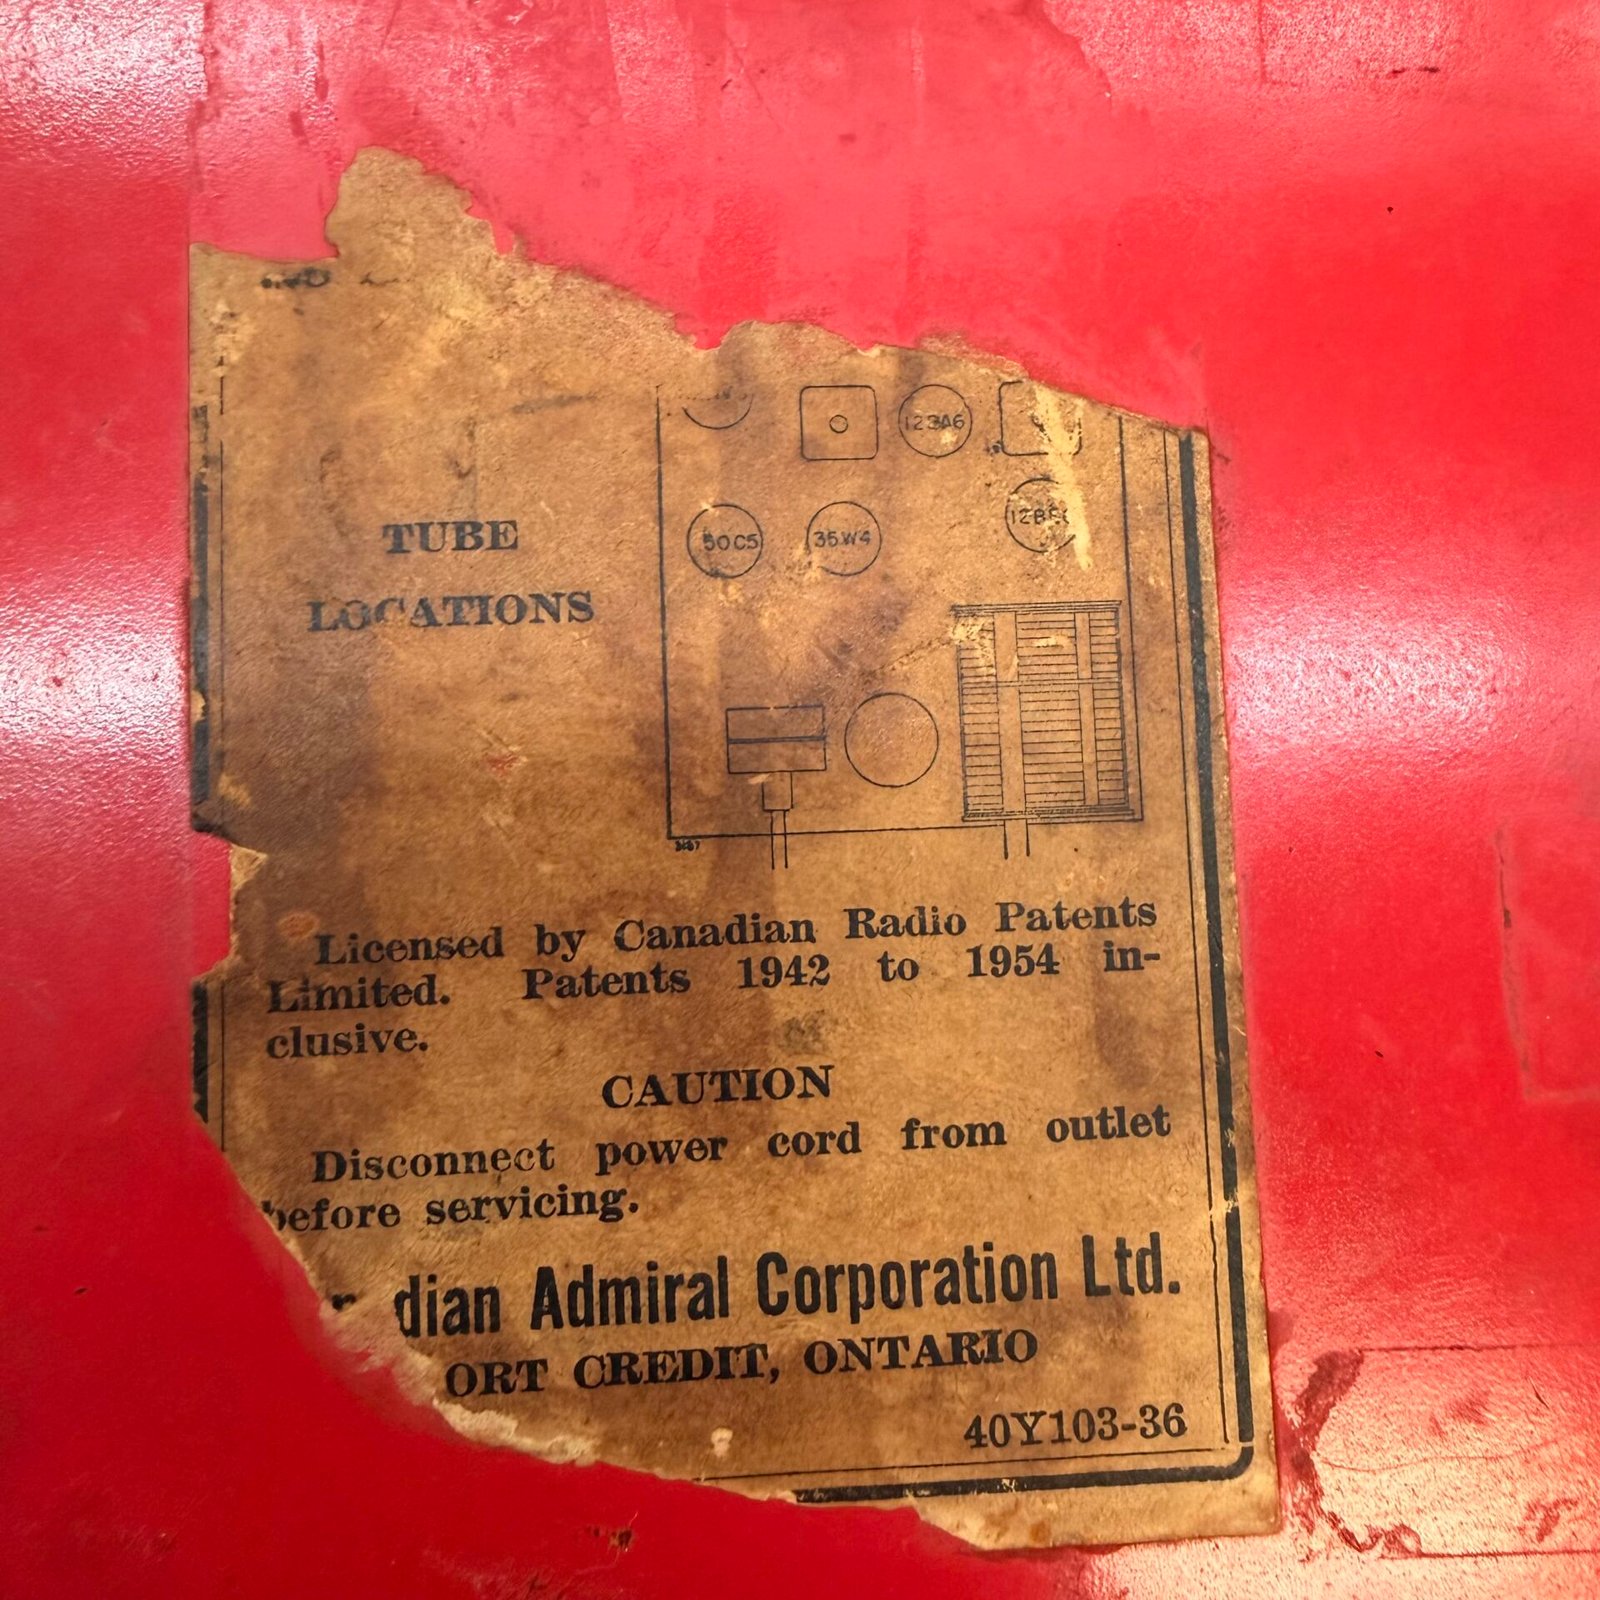 TUBE
LOCATIONS
12BA6
50C5
35W4
Licensed by Canadian Radio Patents
Limited. Patents 1942 to 1954 in-
clusive.
CAUTION
Disconnect power cord from outlet
before servicing.
dian Admiral Corporation Ltd.
ORT CREDIT, ONTARIO
40Y103-36